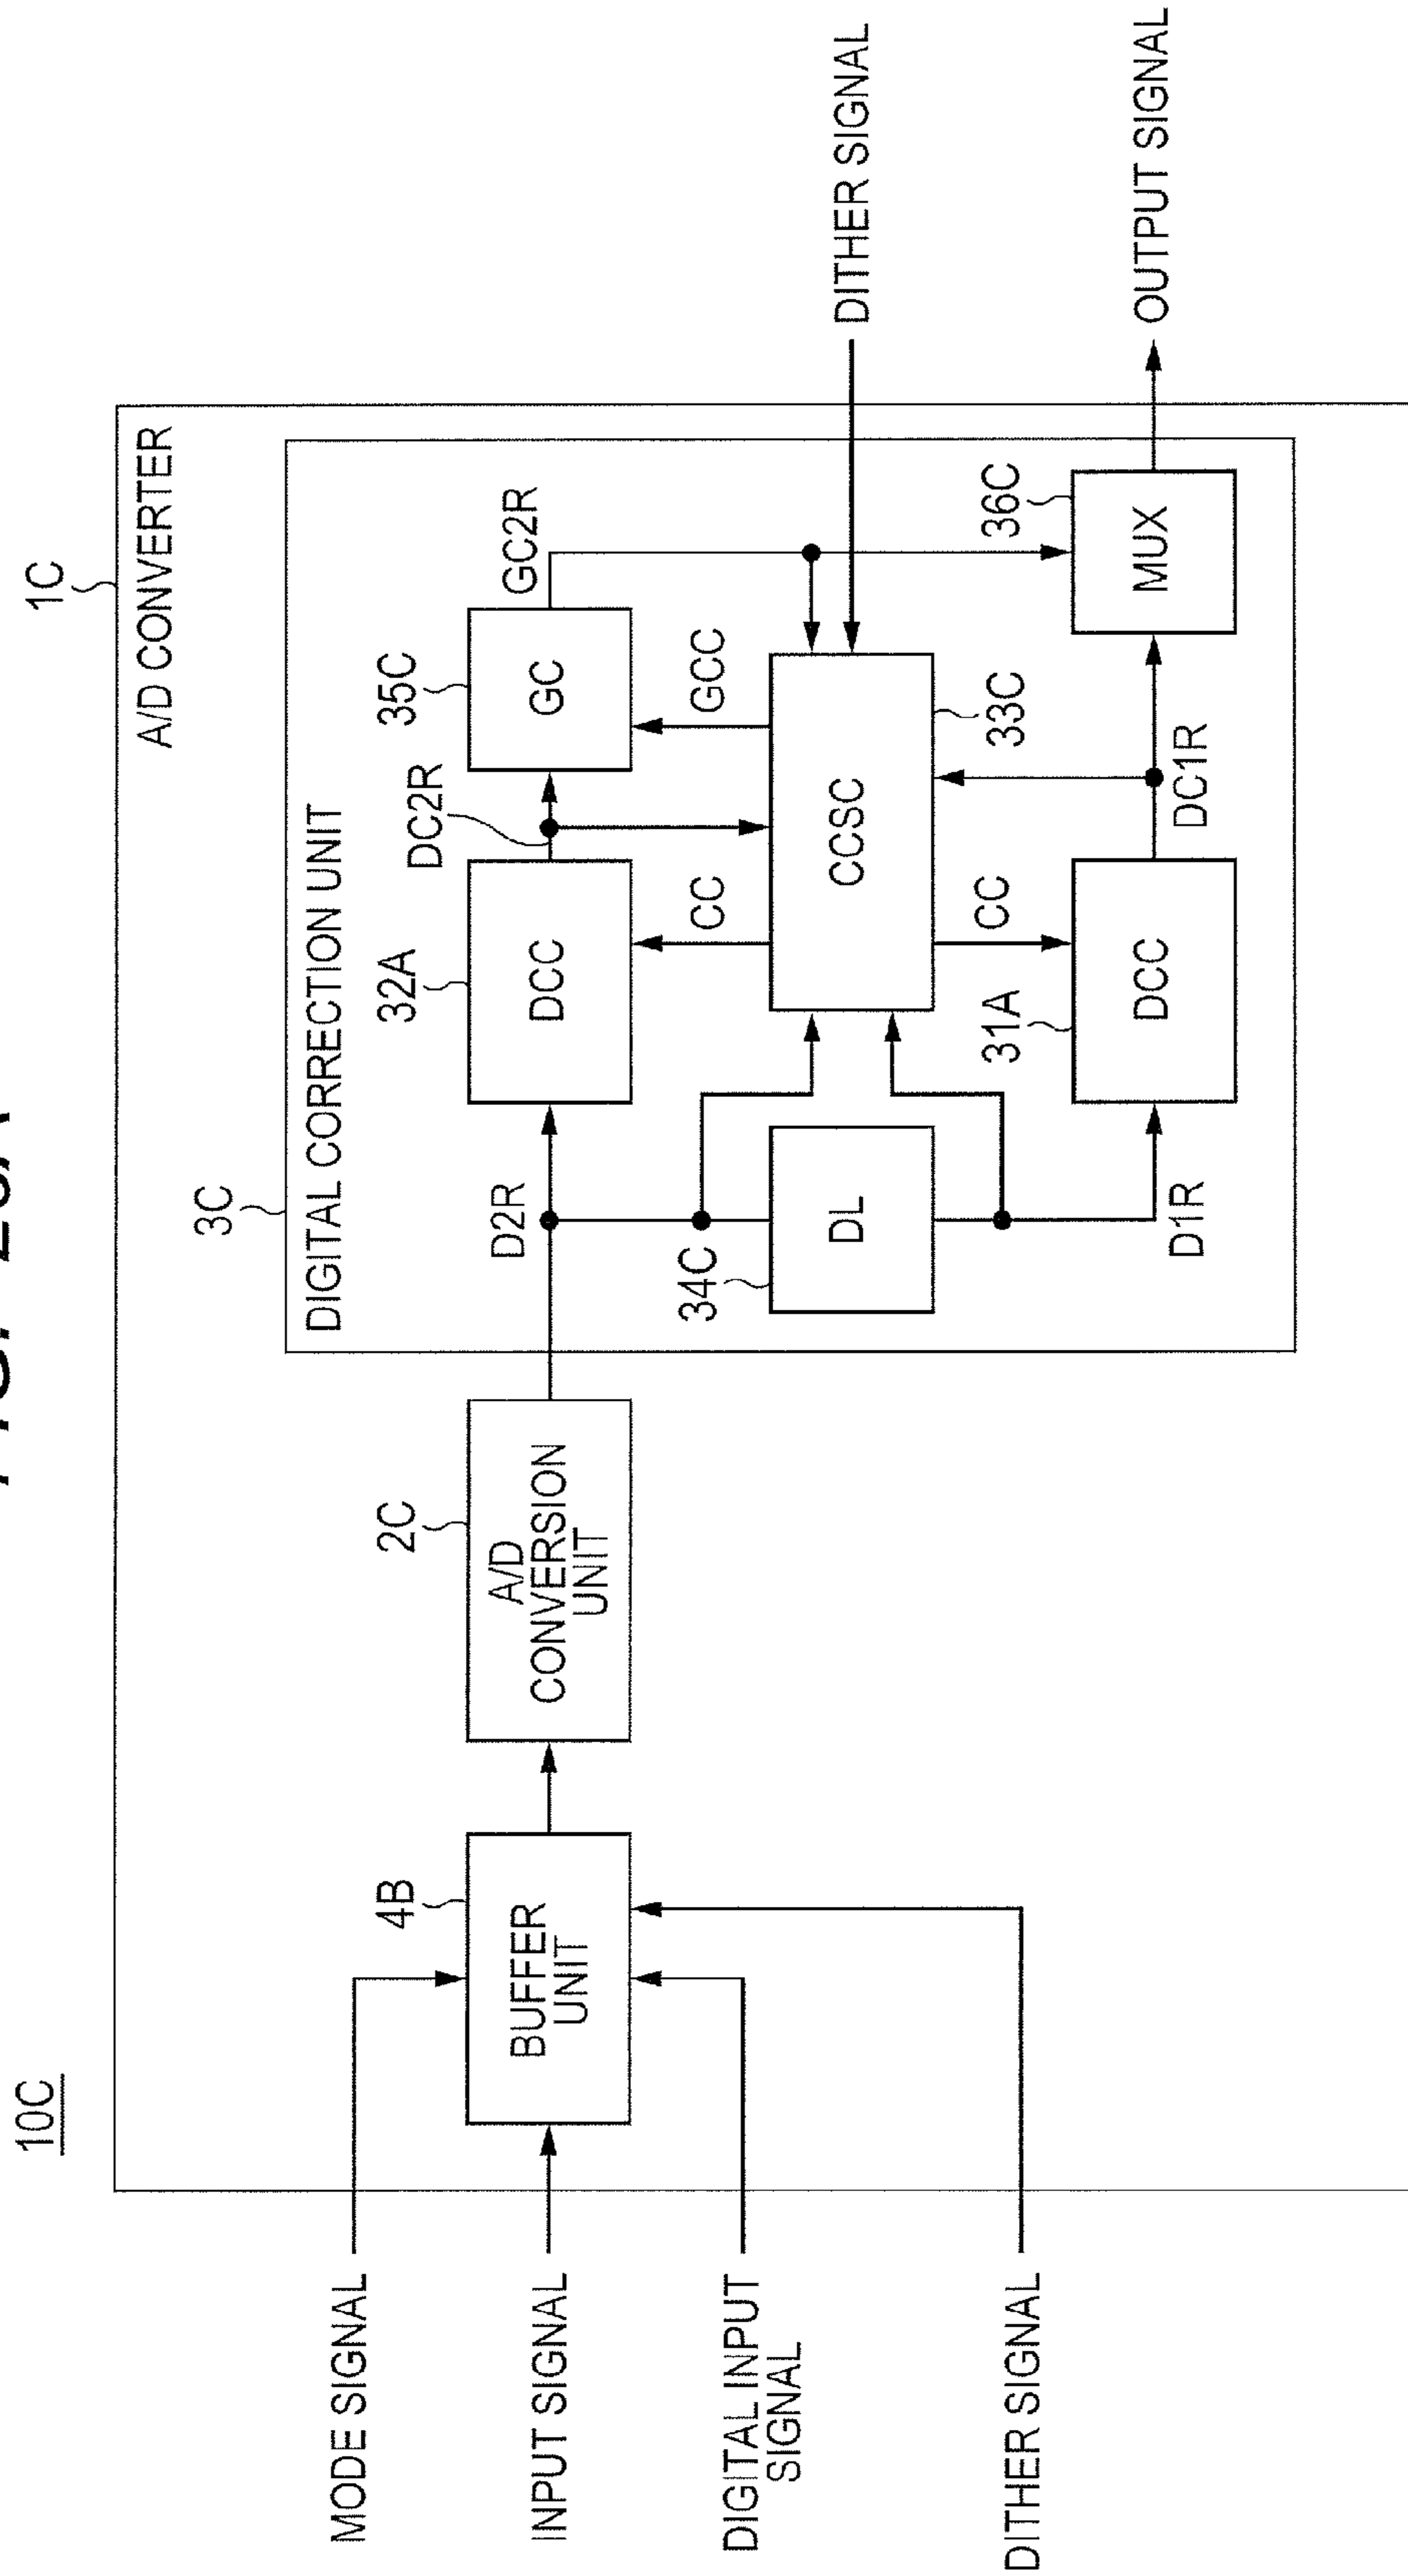 10C
1C
A/D CONVERTER
3C
DIGITAL CORRECTION UNIT
MODE SIGNAL
INPUT SIGNAL
DIGITAL INPUT
SIGNAL
DITHER SIGNAL
4B
BUFFER
UNIT
2C
A/D
CONVERSION
UNIT
D2R
32A
DCC
DC2R
35C
GC
GC2R
34C
DL
CC
GCC
CCSC
33C
CC
D1R
31A
DCC
DC1R
36C
MUX
DITHER SIGNAL
OUTPUT SIGNAL